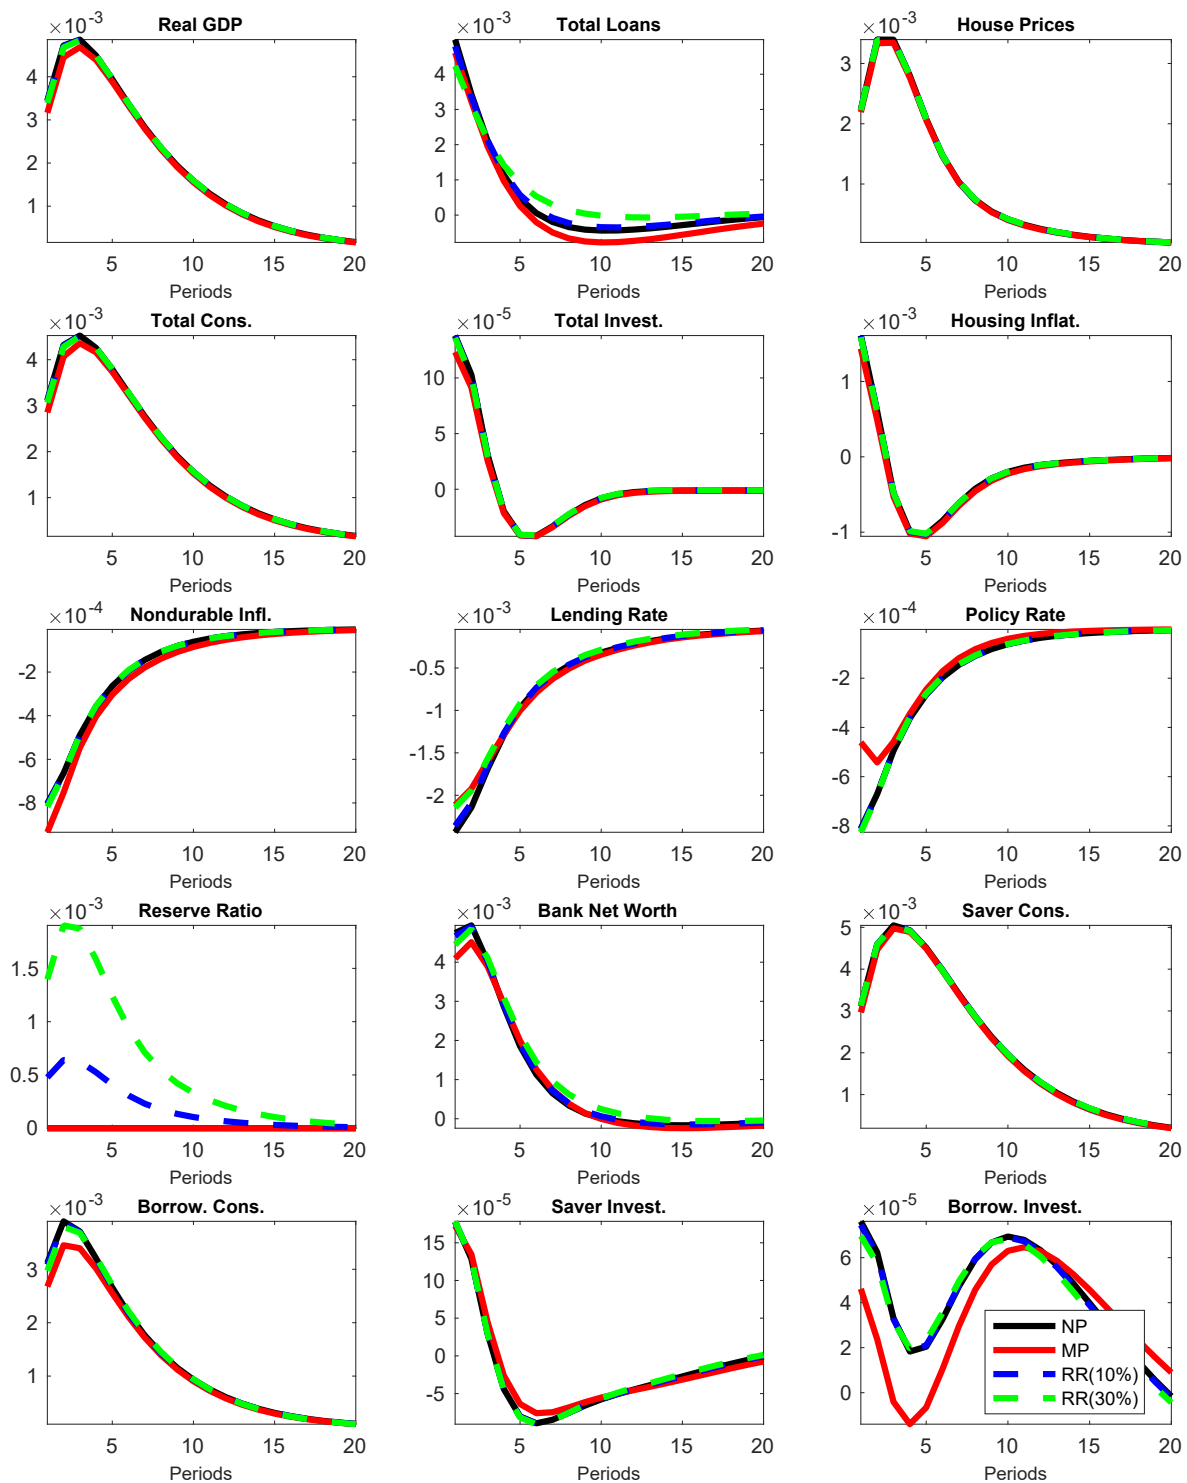 Real GDP
×10-3
4
3
2
1
5 10 15 20
Periods
Total Loans
×10-3
4
3
2
1
0
5 10 15 20
Periods
House Prices
×10-3
3
2
1
5 10 15 20
Periods
Total Cons.
×10-3
4
3
2
1
5 10 15 20
Periods
Total Invest.
×10-5
10
5
0
5 10 15 20
Periods
Housing Inflat.
×10-3
1
0
-1
5 10 15 20
Periods
Nondurable Infl.
×10-4
-2
-4
-6
-8
5 10 15 20
Periods
Lending Rate
×10-3
-0.5
-1
-1.5
-2
5 10 15 20
Periods
Policy Rate
×10-4
-2
-4
-6
-8
5 10 15 20
Periods
Reserve Ratio
×10-3
1.5
1
0.5
0
5 10 15 20
Periods
Bank Net Worth
×10-3
4
3
2
1
0
5 10 15 20
Periods
Saver Cons.
×10-3
5
4
3
2
1
5 10 15 20
Periods
Borrow. Cons.
×10-3
3
2
1
5 10 15 20
Periods
Saver Invest.
×10-5
15
10
5
0
-5
5 10 15 20
Periods
Borrow. Invest.
×10-5
6
4
2
0
5 10 15 20
Periods
NP
MP
RR(10%)
RR(30%)